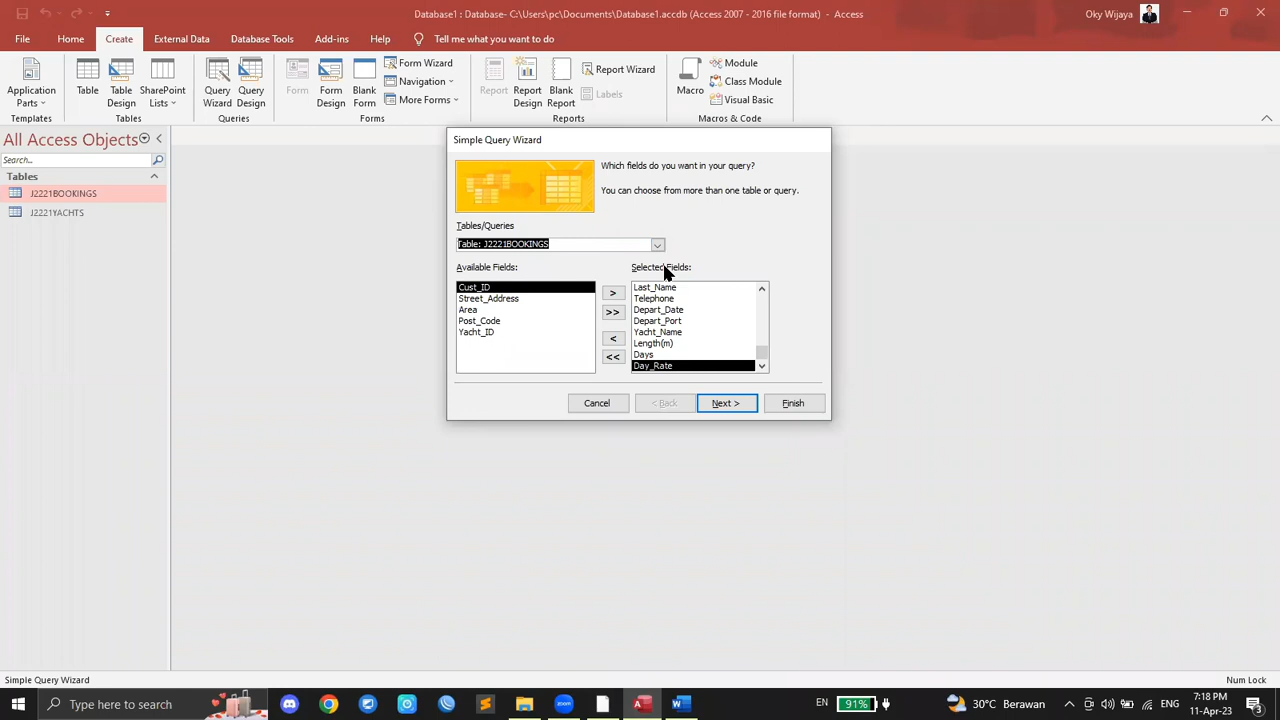 Database1 : Database- C:\Users\pc\Documents\Database1.accdb (Access 2007 - 2016 file format) - Access
Oky Wijaya
File Home Create External Data Database Tools Add-ins Help Tell me what you want to do
Application Parts
Templates
Table
Table Design
SharePoint Lists
Tables
Query Wizard
Query Design
Queries
Form
Form Design
Blank Form
Form Wizard
Navigation
More Forms
Forms
Report
Report Design
Blank Report
Report Wizard
Labels
Reports
Macro
Module
Class Module
Visual Basic
Macros & Code
All Access Objects
Search...
Tables
J2221BOOKINGS
J2221YACHTS
Simple Query Wizard
Which fields do you want in your query?
You can choose from more than one table or query.
Tables/Queries
Table: J2221BOOKINGS
Available Fields:
Cust_ID
Street_Address
Area
Post_Code
Yacht_ID
>
>>
<
<<
Selected Fields:
Last_Name
Telephone
Depart_Date
Depart_Port
Yacht_Name
Length(m)
Days
Day_Rate
Cancel < Back Next > Finish
Simple Query Wizard
Num Lock
Type here to search
EN
91%
30°C Berawan
7:18 PM
11-Apr-23
3